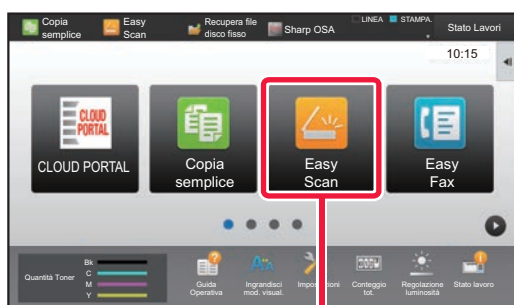 Copia
semplice
Easy
Scan
Recupera file
disco fisso
Sharp OSA
LINEA
STAMPA.
Stato Lavori
10:15
CLOUD
PORTAL
CLOUD PORTAL
Copia
semplice
Easy
Scan
Easy
Fax
Quantità Toner
Bk
C
M
Y
Guida
Operativa
Ingrandisci
mod. visual.
Conteggio
tot.
Regolazione
luminosità
Stato lavoro